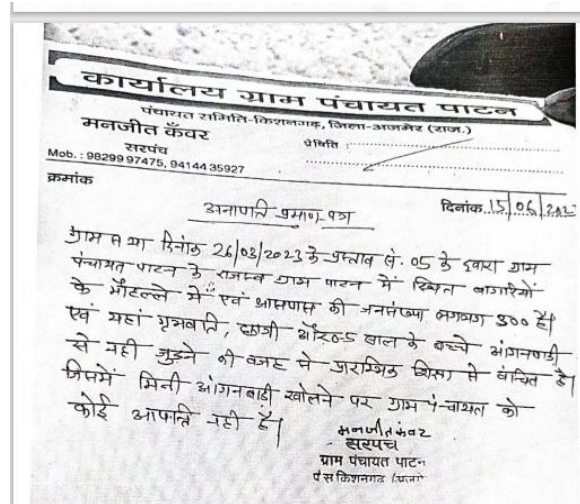 कार्यालय ग्राम पंचायत पाटन
पंचायत समिति-किशनगढ़, जिला-अजमेर (राज.)
मनजीत कँवर
सरपंच
प्रेषिति :
Mob. : 98299 97475, 94144 35927
क्रमांक
दिनांक 15/06/202
अनापति प्रमाण पत्र
ग्राम सभा दिनांक 26/03/2023 के प्रस्ताव सं. 05 के द्वारा ग्राम
पंचायत पाटन के राजस्व ग्राम पाटन में स्थित बागरियों
के मौहल्ले में एवं आसपास की जनसंख्या लगभग 300 है।
एवं यहां गृभवति, छात्री और 0-5 साल के बच्चे आंगनबाडी
से नही जुड़ने की वजह से प्रारम्भिक शिक्षा से वंचित है।
जिसमें मिनी आंगनबाडी खोलने पर ग्राम पंचायत को
कोई आपति नही है।
मनजीत कंवर
सरपंच
ग्राम पंचायत पाटन
पं स किशनगढ़